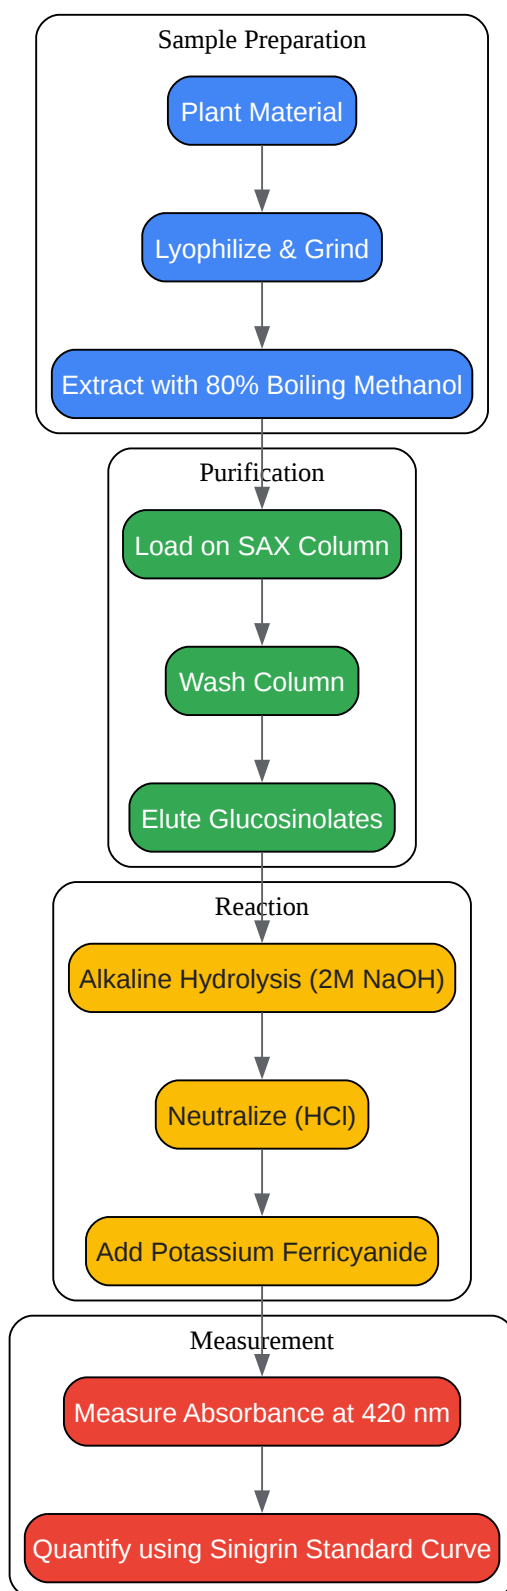 Sample Preparation
Plant Material
Lyophilize & Grind
Extract with 80% Boiling Methanol
Purification
Load on SAX Column
Wash Column
Elute Glucosinolates
Reaction
Alkaline Hydrolysis (2M NaOH)
Neutralize (HCl)
Add Potassium Ferricyanide
Measurement
Measure Absorbance at 420 nm
Quantify using Sinigrin Standard Curve